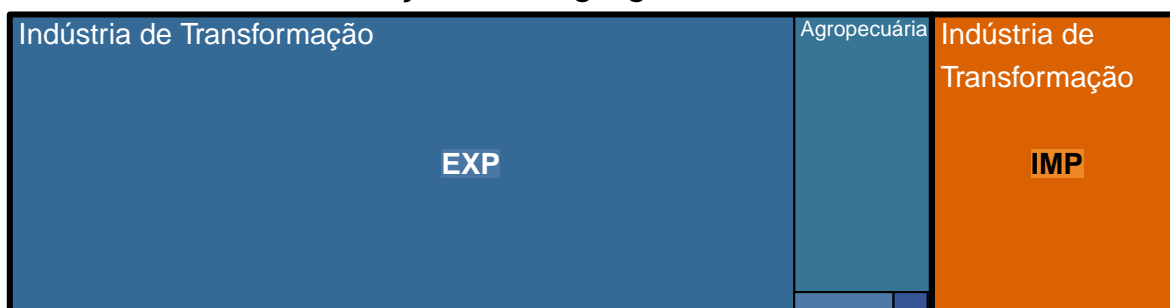 Indústria de Transformação
Agropecuária
EXP
Indústria de
Transformação
IMP